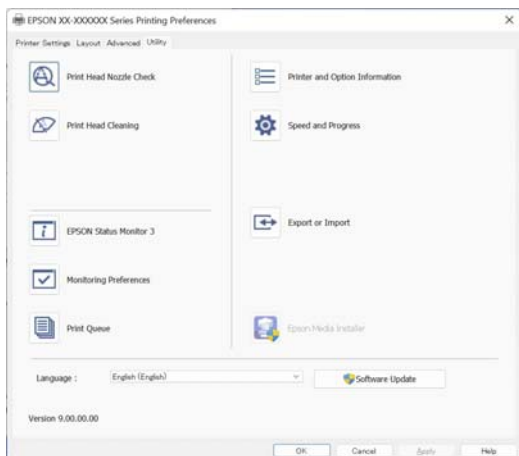 EPSON XX-XXXXXX Series Printing Preferences
Printer Settings Layout Advanced Utility
Print Head Nozzle Check
Printer and Option Information
Print Head Cleaning
Speed and Progress
EPSON Status Monitor 3
Export or Import
Monitoring Preferences
Print Queue
Epson Media Installer
Language : English (English)
Software Update
Version 9.00.00.00
OK Cancel Apply Help